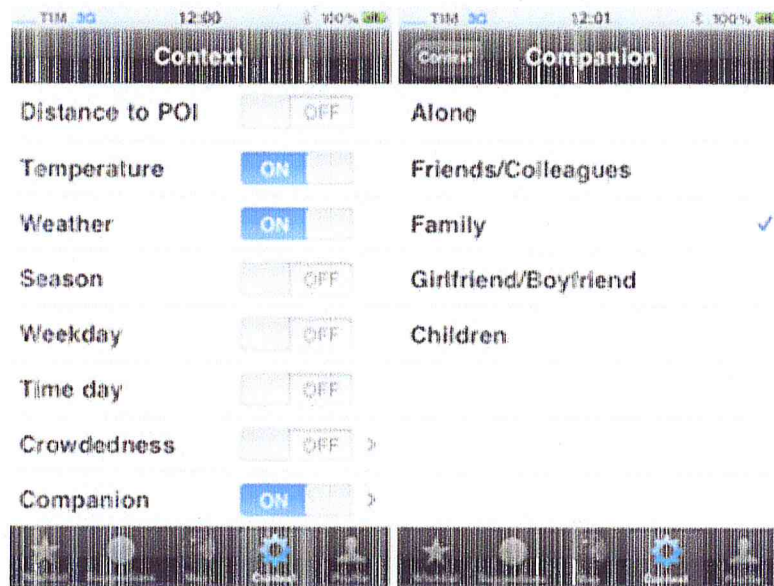 TIM 3G 12:00 100%
Context
Distance to POI OFF
Temperature ON
Weather ON
Season OFF
Weekday OFF
Time day OFF
Crowdedness OFF >
Companion ON >
Context
TIM 3G 12:01 100%
Context Companion
Alone
Friends/Colleagues
Family ✓
Girlfriend/Boyfriend
Children